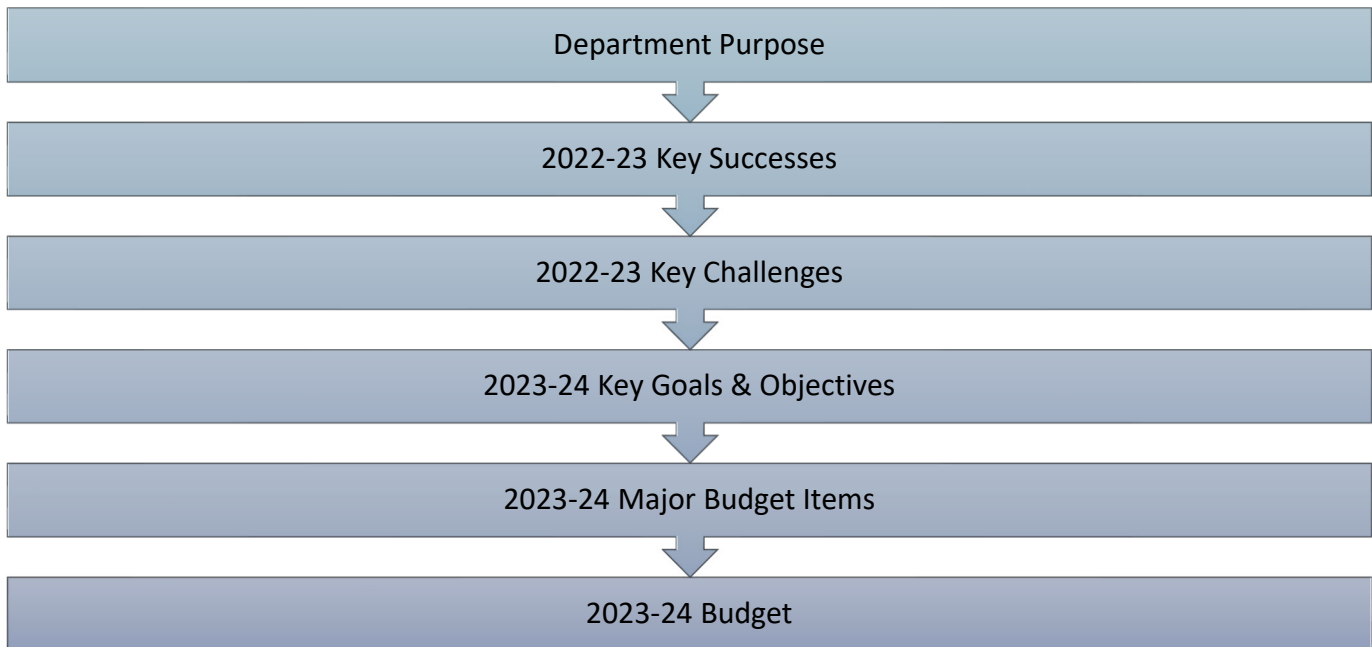 Department Purpose
2022-23 Key Successes
2022-23 Key Challenges
2023-24 Key Goals & Objectives
2023-24 Major Budget Items
2023-24 Budget